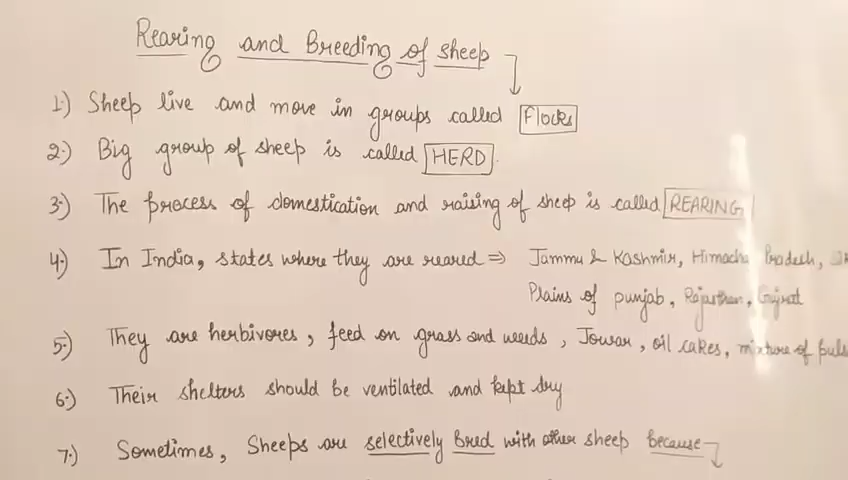 Rearing and Breeding of sheep
1.) Sheep live and move in groups called Flocks
2.) Big group of sheep is called HERD.
3.) The process of domestication and raising of sheep is called REARING
4.) In India, states where they are reared ⇒ Jammu & Kashmir, Himachal Pradesh,
Plains of punjab, Rajasthan, Gujrat
5.) They are herbivores, feed on grass and weeds, Jowar, oil cakes, mixture of
6.) Their shelters should be ventilated and kept dry
7.) Sometimes, Sheeps are selectively bred with other sheep because